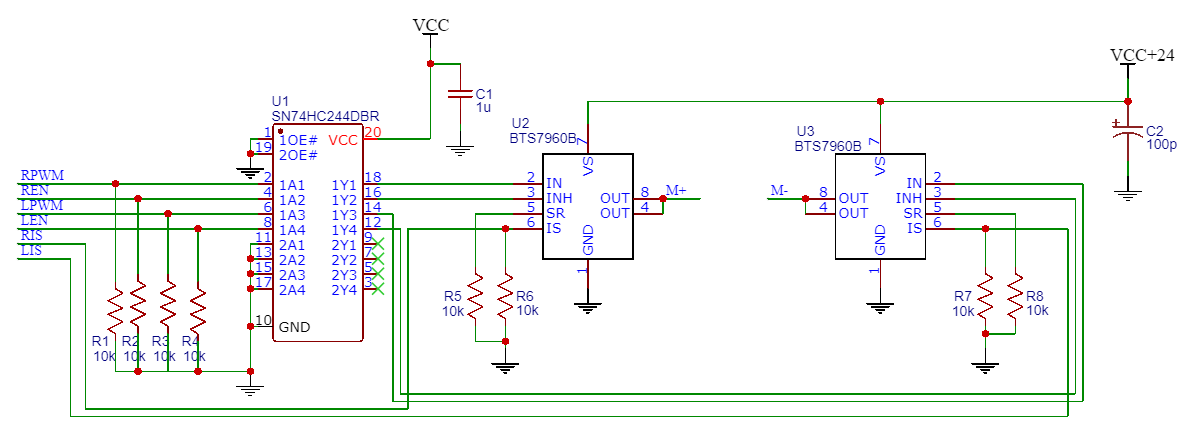 VCC
VCC+24
U1
SN74HC244DBR
C1
1u
U2
BTS7960B
U3
BTS7960B
C2
100p
1 1OE# VCC 20
19 2OE#
RPWM 2 1A1 1Y1 18
REN 4 1A2 1Y2 16
LPWM 6 1A3 1Y3 14
LEN 8 1A4 1Y4 12
RIS 11 2A1 2Y1 9
LIS 13 2A2 2Y2 7
15 2A3 2Y3 5
17 2A4 2Y4 3
10 GND
7 VS
2 IN
3 INH OUT 8 M+
5 SR OUT 4
6 IS
GND 1
7 VS
IN 2
M- 8 OUT INH 3
4 OUT SR 5
IS 6
GND 1
R5 R6
10k 10k
R7 R8
10k 10k
R1 R2 R3 R4
10k 10k 10k 10k